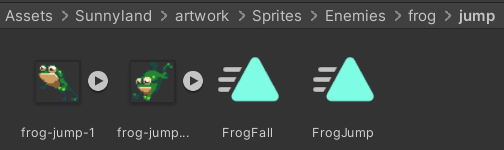 Assets > Sunnyland > artwork > Sprites > Enemies > frog > jump
frog-jump-1 frog-jump... FrogFall FrogJump